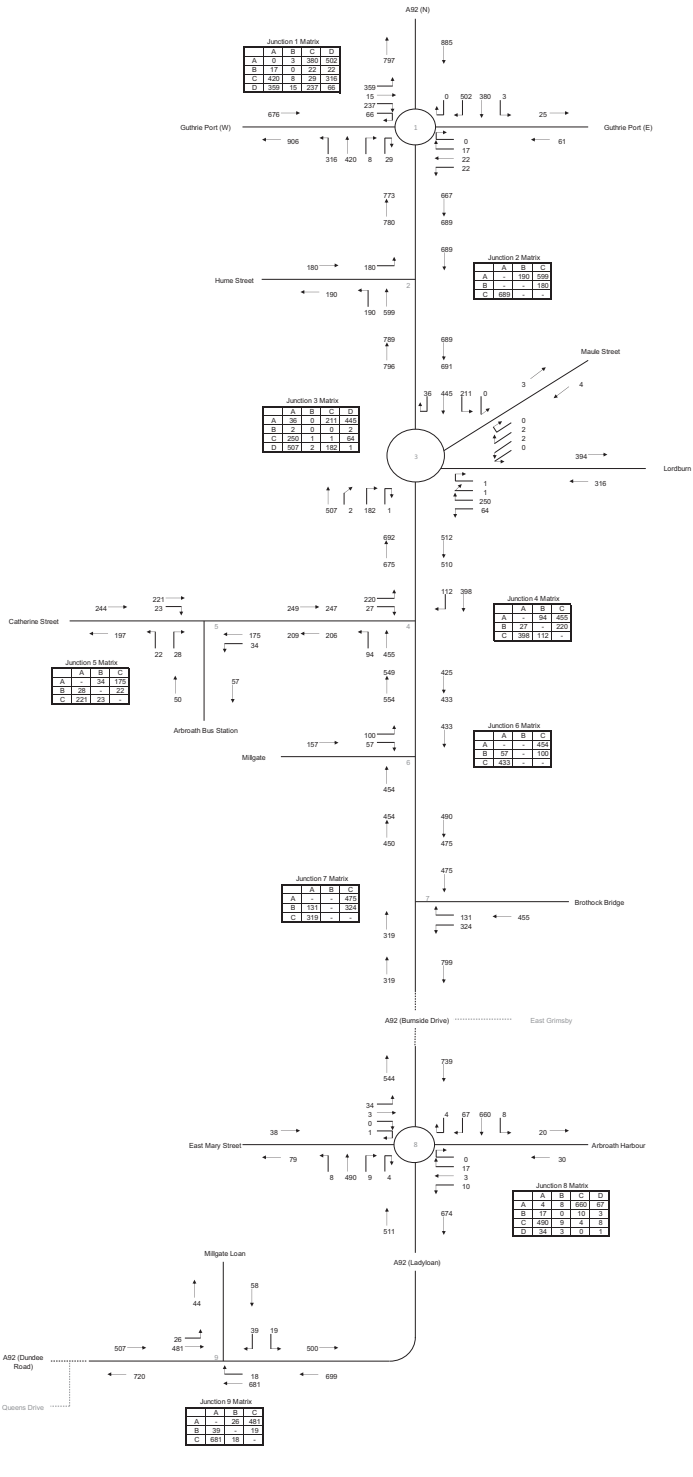 A92 (N)
885
797
Junction 1 Matrix
A B C D
A 0 3 380 502
B 17 0 22 22
C 420 8 29 316
D 359 15 237 66
359
15
237
66
0 502 380 3
676
25
Guthrie Port (W)
1
Guthrie Port (E)
906
61
316 420 8 29
0
17
22
22
773 667
780 689
689
Junction 2 Matrix
A B C
A - 190 599
B - - 180
C 689 - -
180 180
Hume Street
2
190
190 599
789 689
796 691
Maule Street
3 4
36 445 211 0
Junction 3 Matrix
A B C D
A 36 0 211 445
B 2 0 0 2
C 250 1 1 64
D 507 2 182 1
0
2
2
0
3
394
Lordburn
316
507 2 182 1
1
1
250
64
692 512
675 510
221
23
244
249 247
220
27
112 398
Junction 4 Matrix
A B C
A - 94 455
B 27 - 220
C 398 112 -
Catherine Street
5
4
197
22 28
175
34
209 206
94 455
Junction 5 Matrix
A B C
A - 34 175
B 28 - 22
C 221 23 -
50 57
549 425
554 433
Arbroath Bus Station
433
Junction 6 Matrix
A B C
A - - 454
B 57 - 100
C 433 - -
100
57
157
Millgate
6
454
454 490
450 475
475
Junction 7 Matrix
A B C
A - - 475
B 131 - 324
C 319 - -
7
Brothock Bridge
131
324
455
319
319 799
A92 (Burnside Drive)
East Grimsby
544 739
34
3
0
1
4 67 660 8
38
20
East Mary Street
8
Arbroath Harbour
79
30
8 490 9 4
0
17
3
10
Junction 8 Matrix
A B C D
A 4 8 660 67
B 17 0 10 3
C 490 9 4 8
D 34 3 0 1
511 674
Millgate Loan
A92 (Ladyloan)
44 58
26
481
39 19
507
500
A92 (Dundee
Road)
9
720
18
681
699
Queens Drive
Junction 9 Matrix
A B C
A - 26 481
B 39 - 19
C 681 18 -